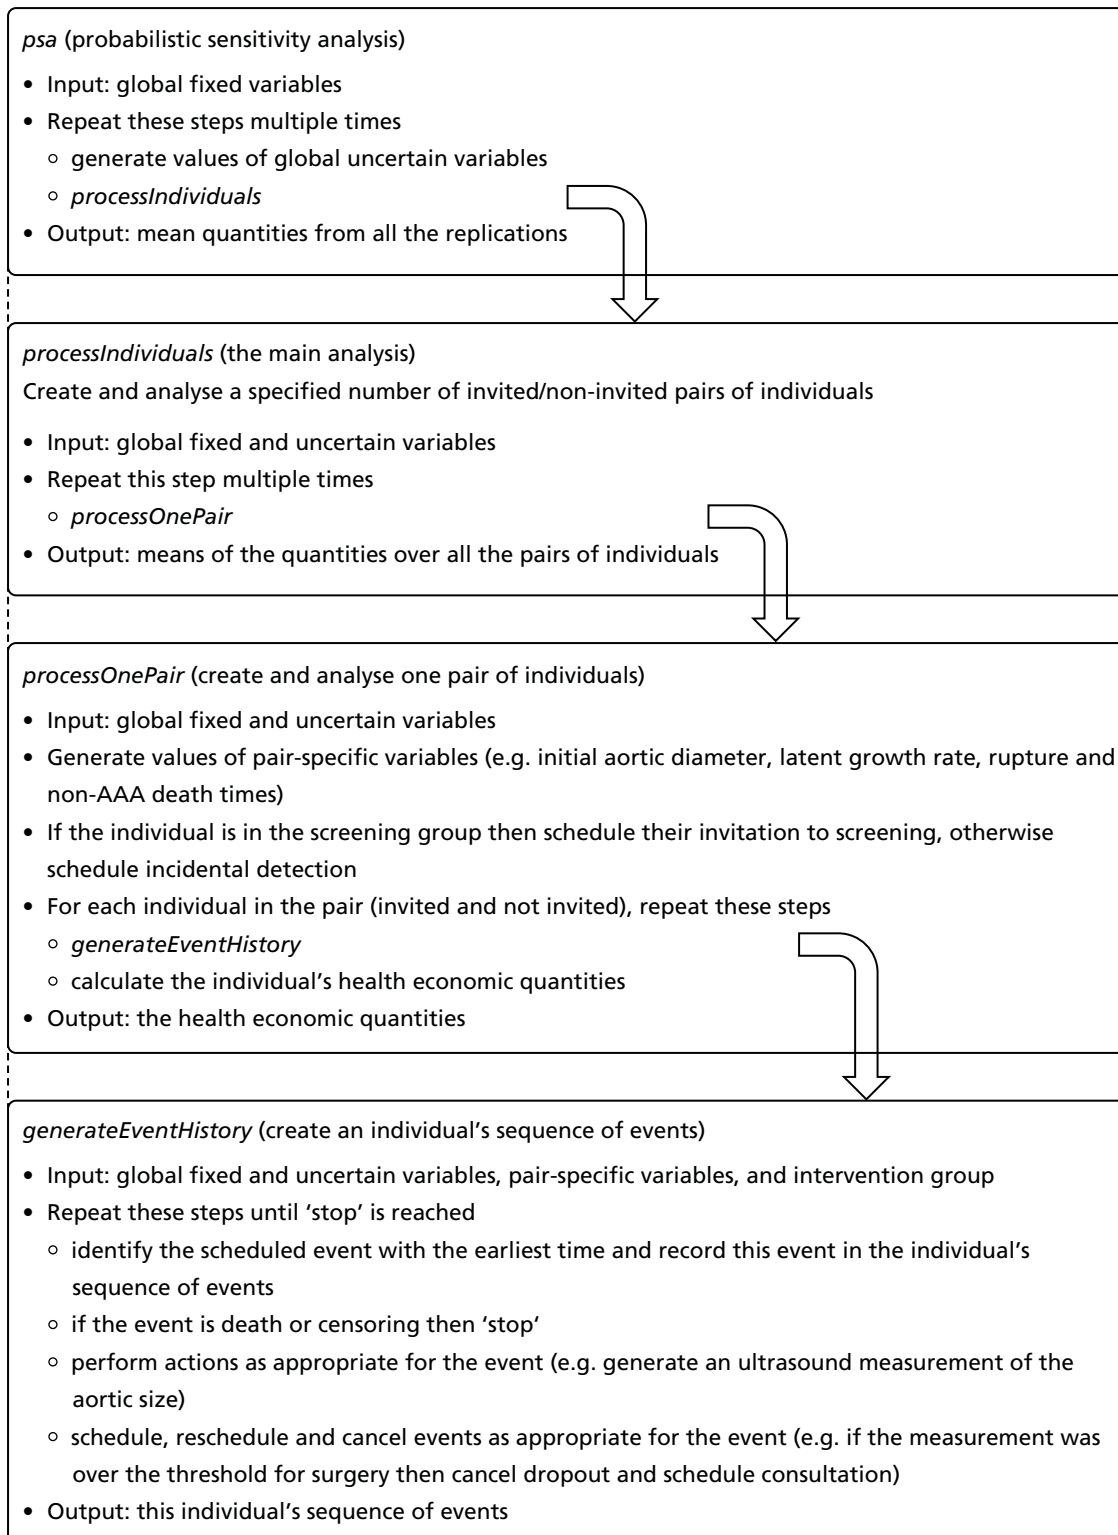 psa (probabilistic sensitivity analysis)
• Input: global fixed variables
• Repeat these steps multiple times
○ generate values of global uncertain variables
○ processIndividuals
• Output: mean quantities from all the replications
processIndividuals (the main analysis)
Create and analyse a specified number of invited/non-invited pairs of individuals
• Input: global fixed and uncertain variables
• Repeat this step multiple times
○ processOnePair
• Output: means of the quantities over all the pairs of individuals
processOnePair (create and analyse one pair of individuals)
• Input: global fixed and uncertain variables
• Generate values of pair-specific variables (e.g. initial aortic diameter, latent growth rate, rupture and
non-AAA death times)
• If the individual is in the screening group then schedule their invitation to screening, otherwise
schedule incidental detection
• For each individual in the pair (invited and not invited), repeat these steps
○ generateEventHistory
○ calculate the individual’s health economic quantities
• Output: the health economic quantities
generateEventHistory (create an individual’s sequence of events)
• Input: global fixed and uncertain variables, pair-specific variables, and intervention group
• Repeat these steps until ‘stop’ is reached
○ identify the scheduled event with the earliest time and record this event in the individual’s
sequence of events
○ if the event is death or censoring then ‘stop‘
○ perform actions as appropriate for the event (e.g. generate an ultrasound measurement of the
aortic size)
○ schedule, reschedule and cancel events as appropriate for the event (e.g. if the measurement was
over the threshold for surgery then cancel dropout and schedule consultation)
• Output: this individual’s sequence of events